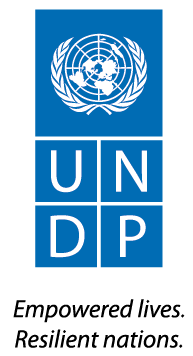 U N
D P
Empowered lives.
Resilient nations.